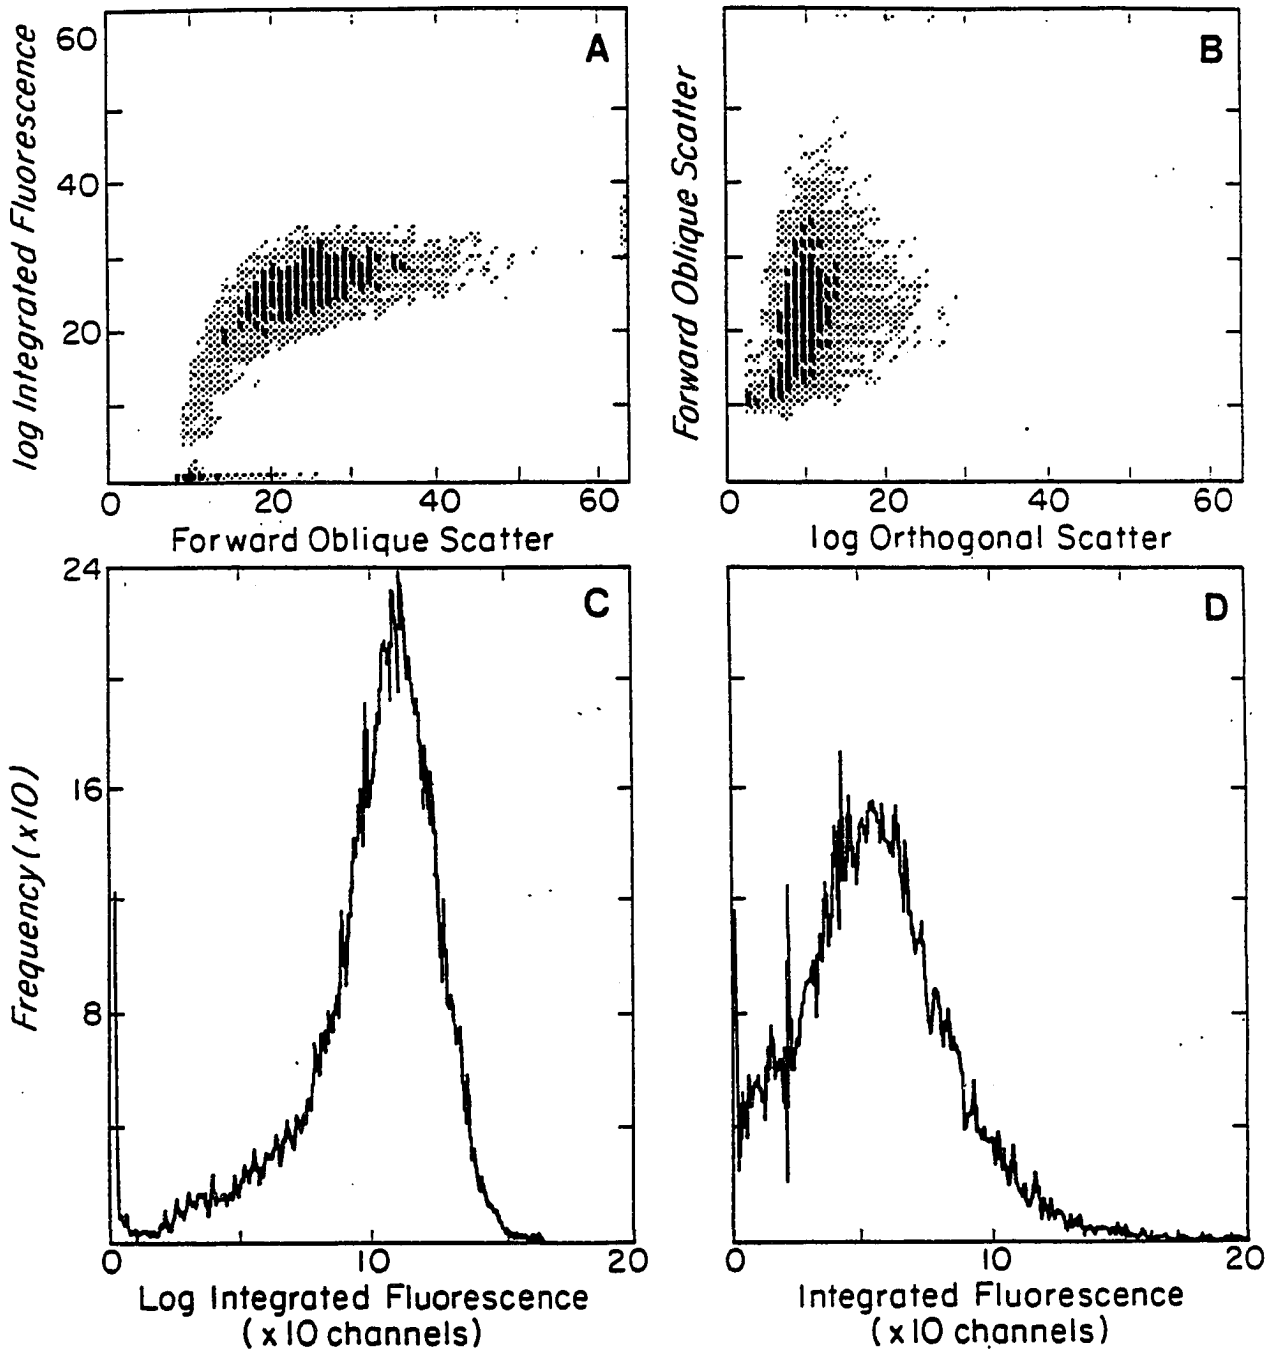 A
log Integrated Fluorescence
60
40
20
0 20 40 60
Forward Oblique Scatter
B
Forward Oblique Scatter
0 20 40 60
log Orthogonal Scatter
C
24
16
8
Frequency (x10)
0 10 20
Log Integrated Fluorescence
(x10 channels)
D
0 10 20
Integrated Fluorescence
(x10 channels)